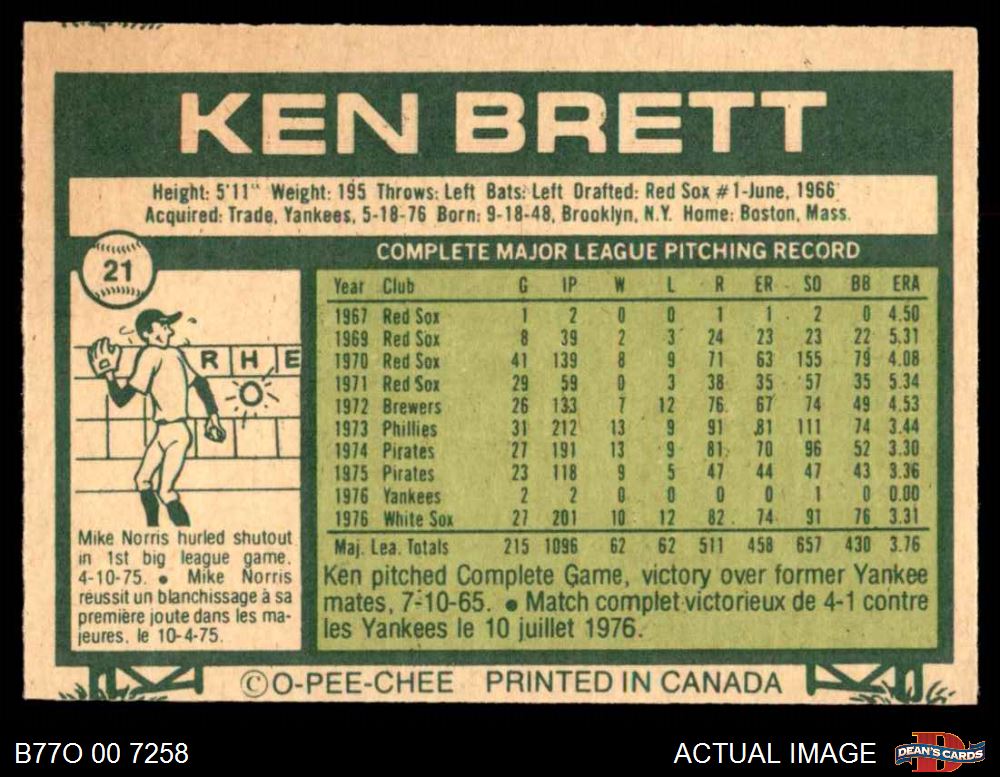 KEN BRETT
Height: 5'11" Weight: 195 Throws: Left Bats: Left Drafted: Red Sox #1-June, 1966
Acquired: Trade, Yankees, 5-18-76 Born: 9-18-48, Brooklyn, N.Y. Home: Boston, Mass.
21
COMPLETE MAJOR LEAGUE PITCHING RECORD
Year Club G IP W L R ER SO BB ERA
1967 Red Sox 1 2 0 0 1 1 2 0 4.50
1969 Red Sox 8 39 2 3 24 23 23 22 5.31
1970 Red Sox 41 139 8 9 71 63 155 79 4.08
1971 Red Sox 29 59 0 3 38 35 57 35 5.34
1972 Brewers 26 133 7 12 76 67 74 49 4.53
1973 Phillies 31 212 13 9 91 81 111 74 3.44
1974 Pirates 27 191 13 9 81 70 96 52 3.30
1975 Pirates 23 118 9 5 47 44 47 43 3.36
1976 Yankees 2 2 0 0 0 0 1 0 0.00
1976 White Sox 27 201 10 12 82 74 91 76 3.31
Maj. Lea. Totals 215 1096 62 62 511 458 657 430 3.76
R H E
O
Mike Norris hurled shutout
in 1st big league game.
4-10-75. ● Mike Norris
réussit un blanchissage à sa
première joute dans les ma-
jeures. le 10-4-75.
Ken pitched Complete Game, victory over former Yankee
mates, 7-10-65. ● Match complet victorieux de 4-1 contre
les Yankees le 10 juillet 1976.
©O-PEE-CHEE PRINTED IN CANADA
B77O 00 7258
ACTUAL IMAGE
D
DEAN'S CARDS